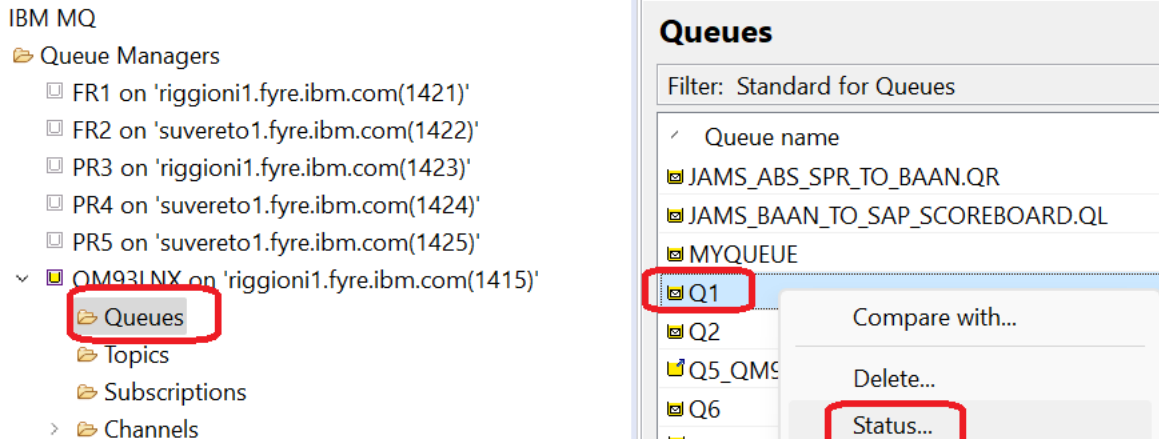 IBM MQ
Queue Managers
FR1 on 'riggioni1.fyre.ibm.com(1421)'
FR2 on 'suvereto1.fyre.ibm.com(1422)'
PR3 on 'riggioni1.fyre.ibm.com(1423)'
PR4 on 'suvereto1.fyre.ibm.com(1424)'
PR5 on 'suvereto1.fyre.ibm.com(1425)'
QM93LNX on 'riggioni1.fyre.ibm.com(1415)'
Queues
Topics
Subscriptions
Channels
Queues
Filter: Standard for Queues
Queue name
JAMS_ABS_SPR_TO_BAAN.QR
JAMS_BAAN_TO_SAP_SCOREBOARD.QL
MYQUEUE
Q1
Q2
Q5_QM9
Q6
Compare with...
Delete...
Status...